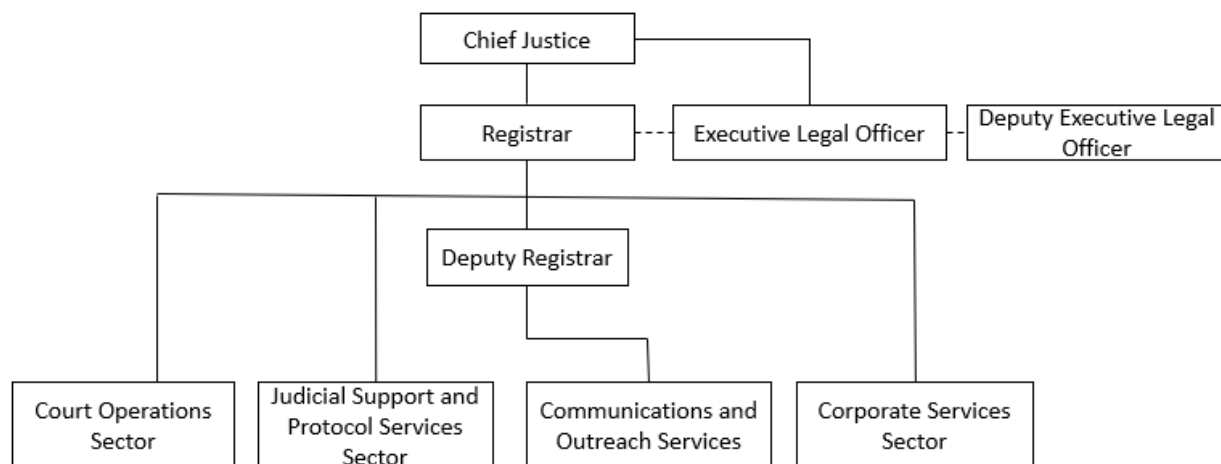 Chief Justice
Registrar
Executive Legal Officer
Deputy Executive Legal
Officer
Deputy Registrar
Court Operations
Sector
Judicial Support and
Protocol Services
Sector
Communications and
Outreach Services
Corporate Services
Sector